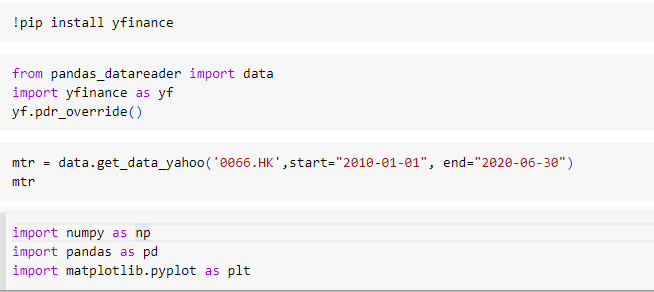 !pip install yfinance
from pandas_datareader import data
import yfinance as yf
yf.pdr_override()
mtr = data.get_data_yahoo('0066.HK',start="2010-01-01", end="2020-06-30")
mtr
import numpy as np
import pandas as pd
import matplotlib.pyplot as plt